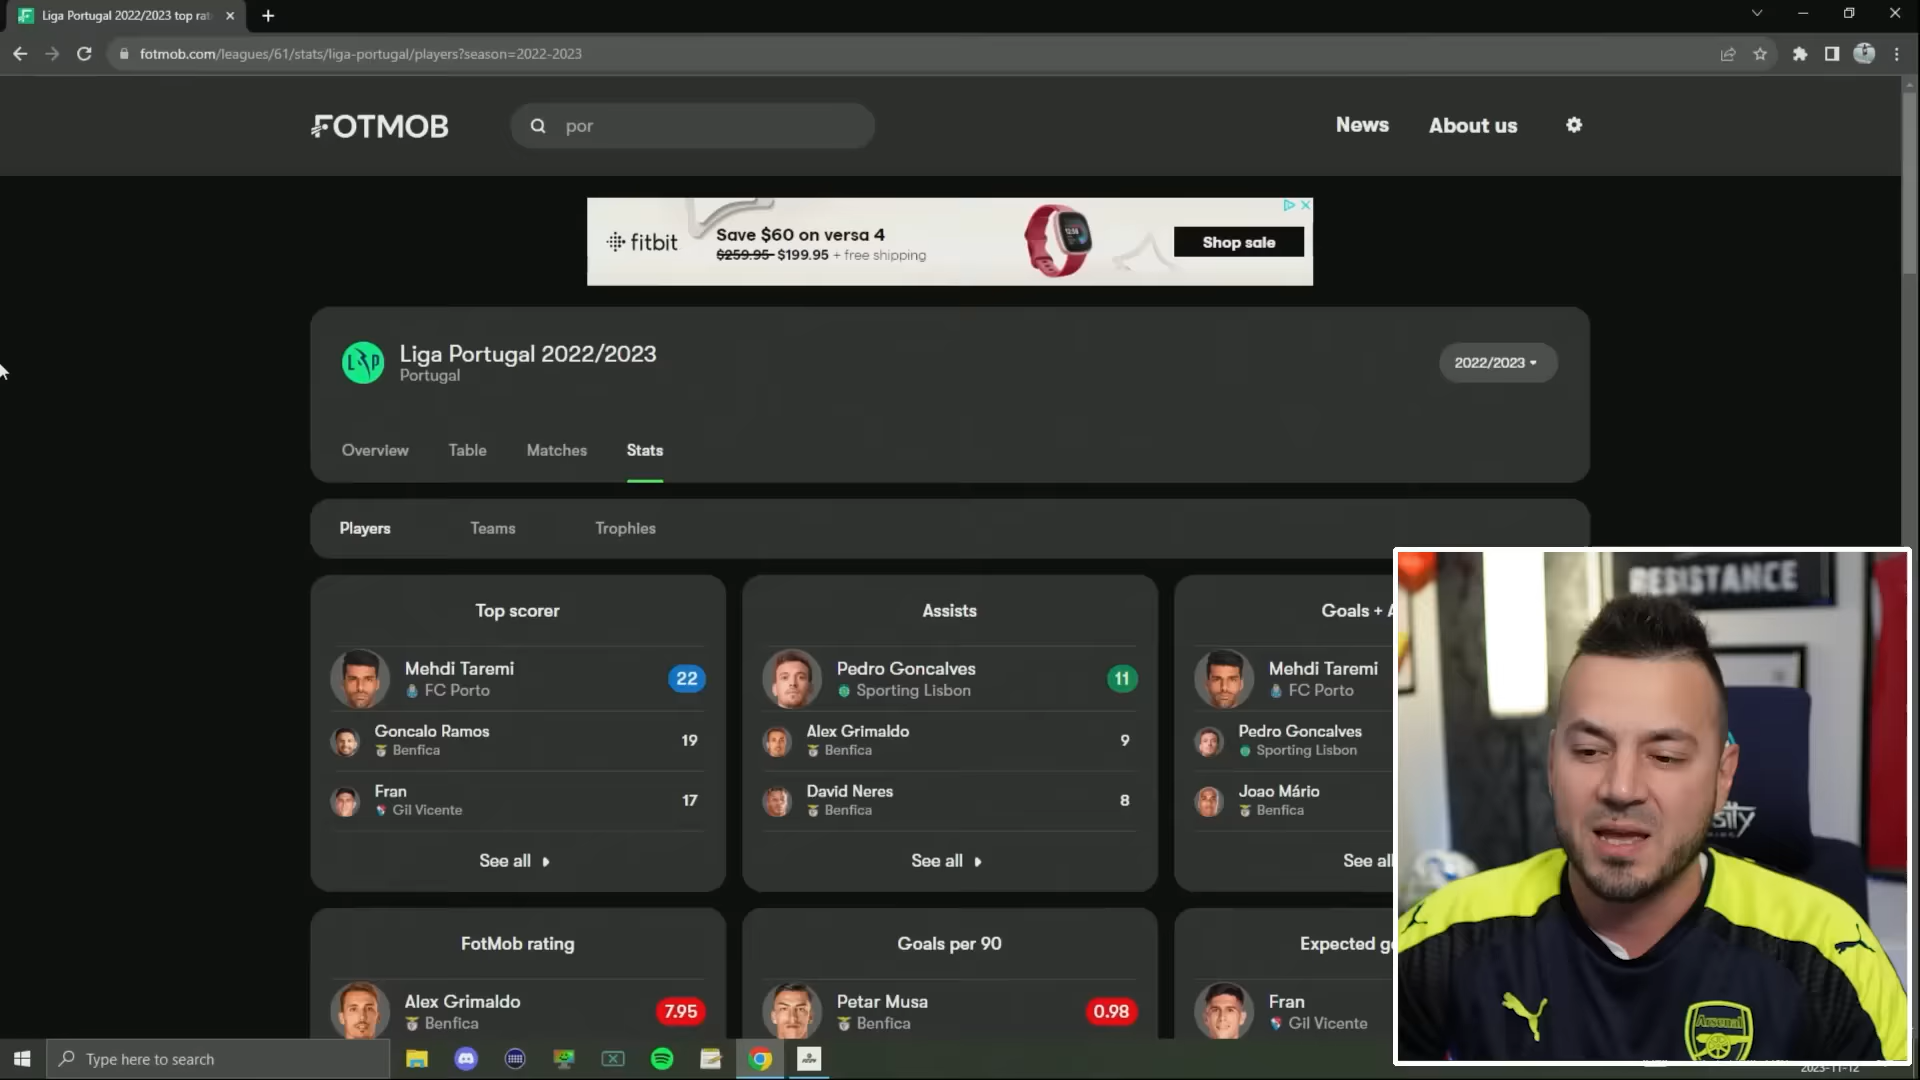 Liga Portugal 2022/2023 top rat
fotmob.com/leagues/61/stats/liga-portugal/players?season=2022-2023
FOTMOB
por
News
About us
fitbit
Save $60 on versa 4
$259.95 $199.95 + free shipping
Shop sale
LP
Liga Portugal 2022/2023
Portugal
2022/2023
Overview
Table
Matches
Stats
Players
Teams
Trophies
Top scorer
Mehdi Taremi
22
FC Porto
Goncalo Ramos
19
Benfica
Fran
17
Gil Vicente
See all
Assists
Pedro Goncalves
11
Sporting Lisbon
Alex Grimaldo
9
Benfica
David Neres
8
Benfica
See all
Goals + A
Mehdi Taremi
FC Porto
Pedro Goncalves
Sporting Lisbon
Joao Mário
Benfica
See all
FotMob rating
Alex Grimaldo
7.95
Benfica
Goals per 90
Petar Musa
0.98
Benfica
Expected g
Fran
Gil Vicente
RESISTANCE
sity
Arsenal
Type here to search
2023-11-12